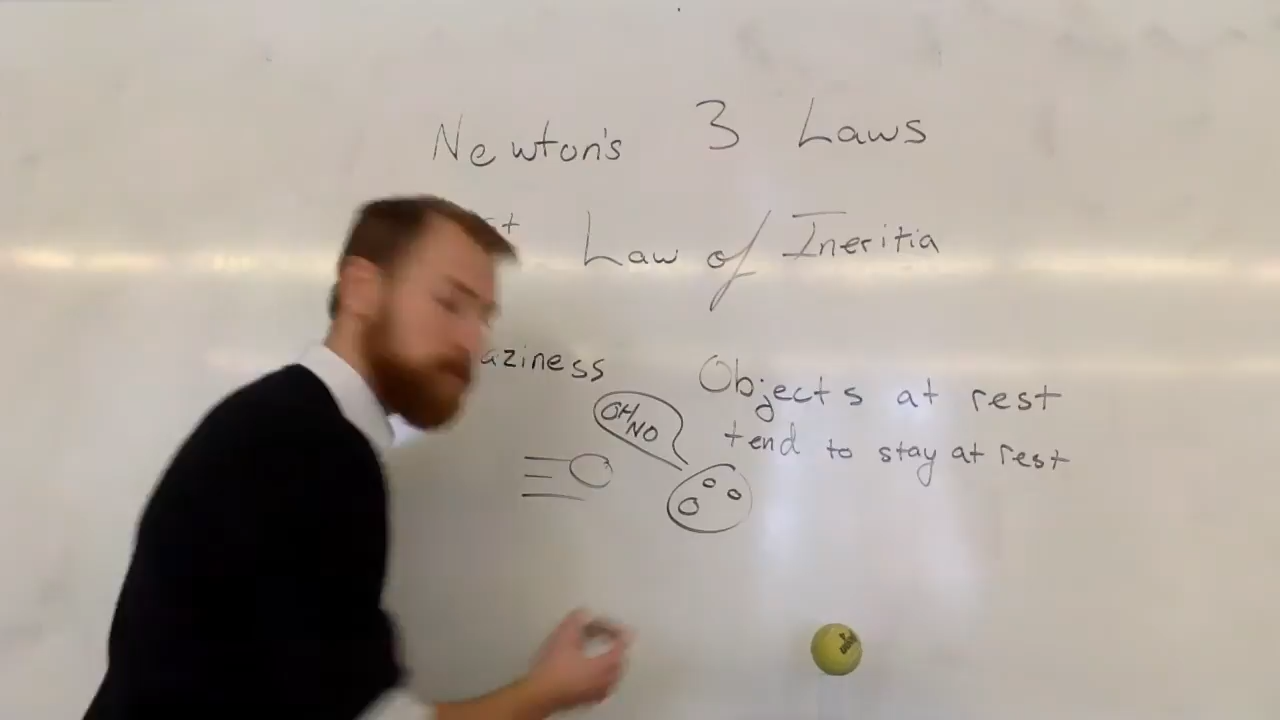 Newton's 3 Laws
Law of Ineritia
aziness
Objects at rest
tend to stay at rest
OH
NO